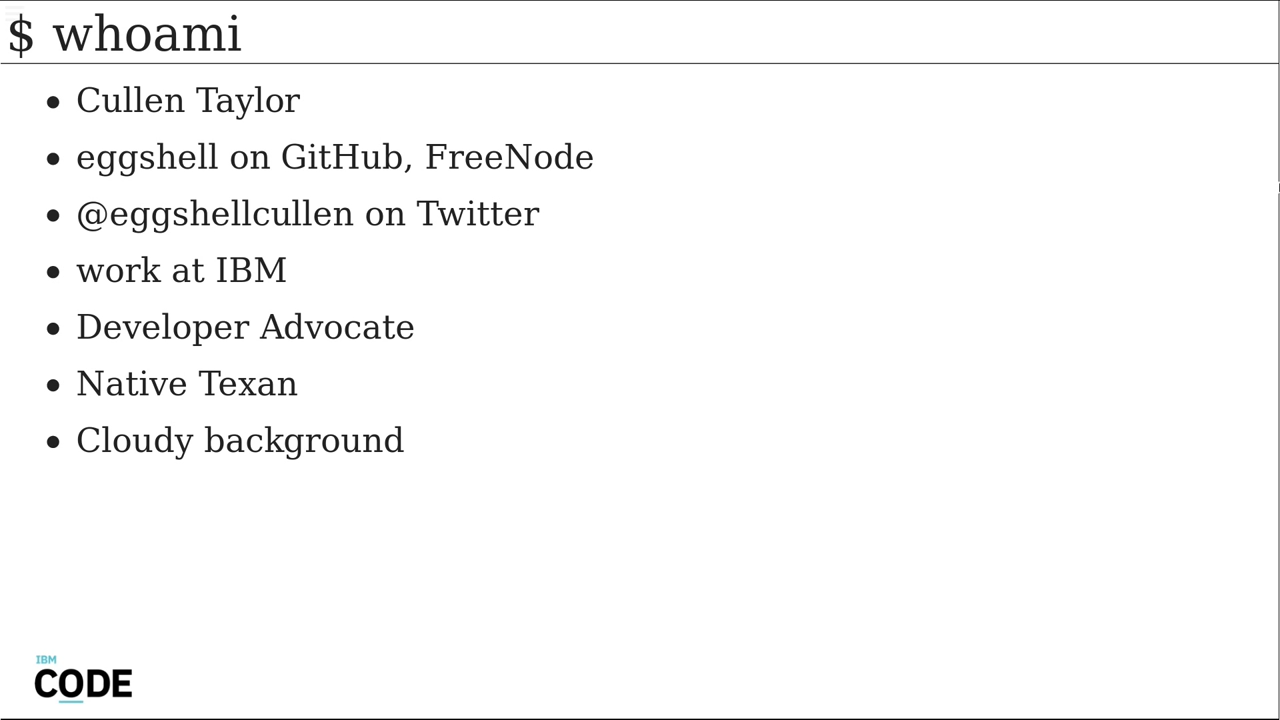 $ whoami
• Cullen Taylor
• eggshell on GitHub, FreeNode
• @eggshellcullen on Twitter
• work at IBM
• Developer Advocate
• Native Texan
• Cloudy background
IBM
CODE